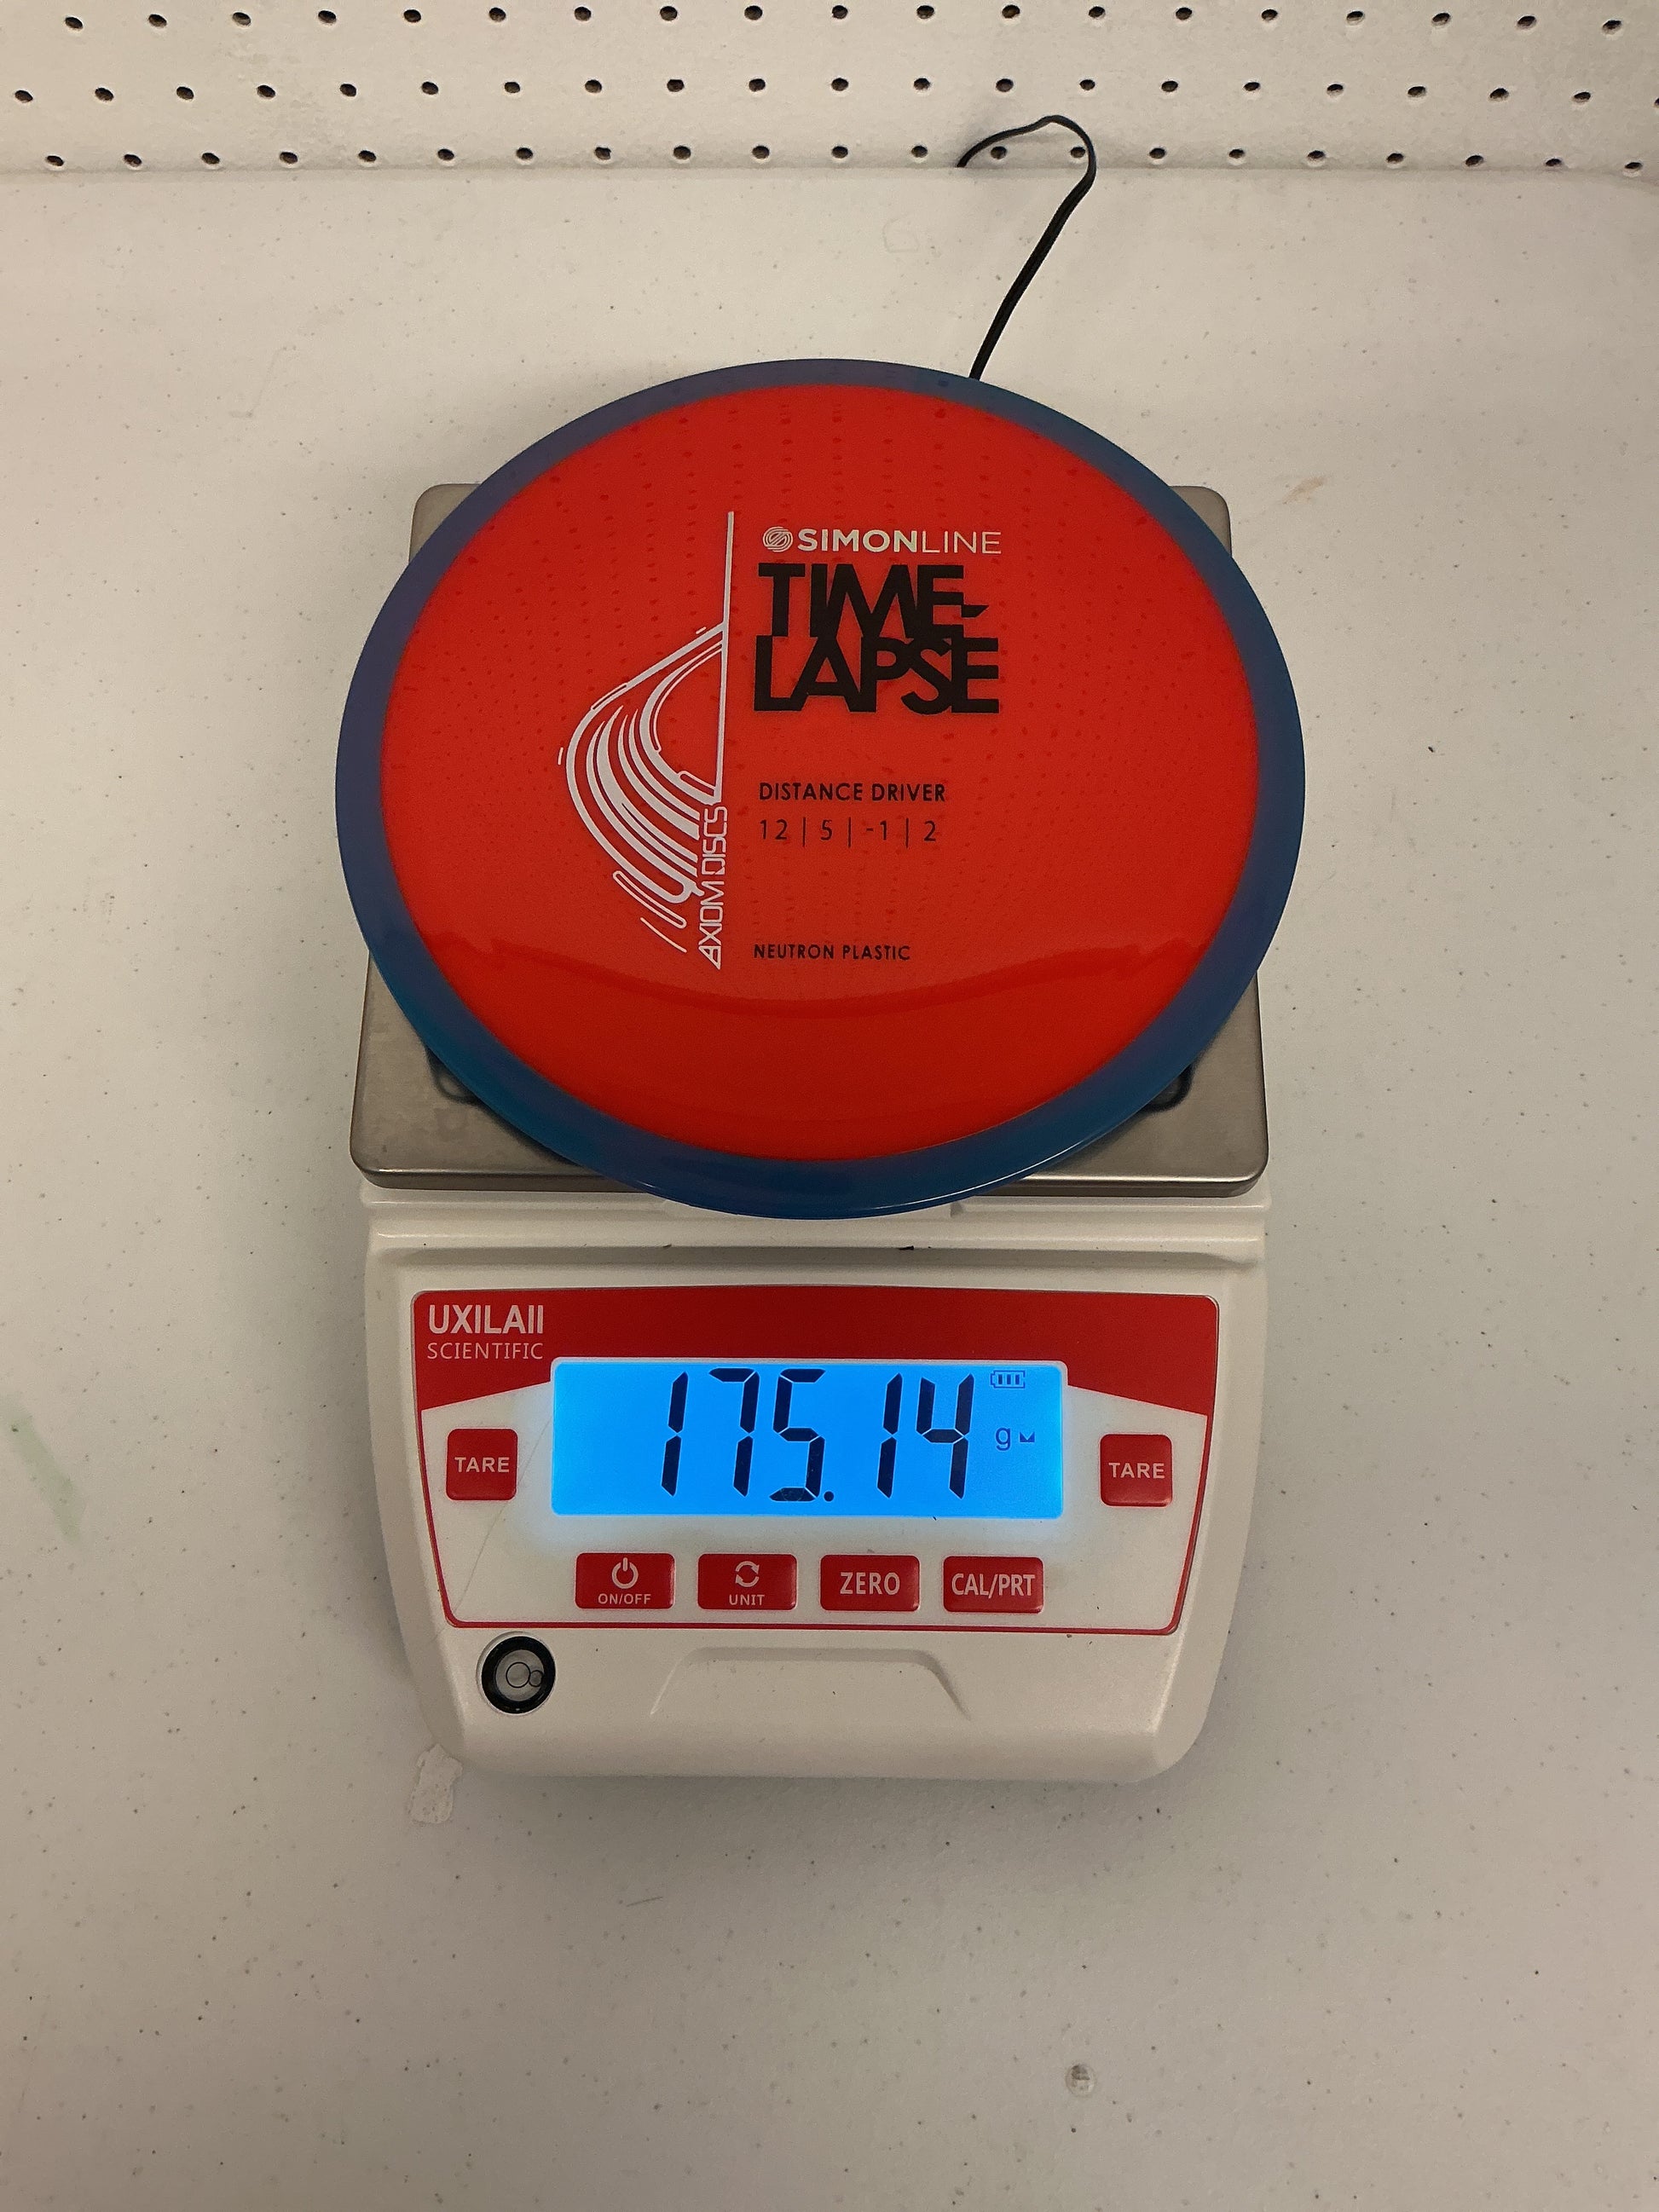 SIMONLINE
TIME-
LAPSE
DISTANCE DRIVER
12 | 5 | -1 | 2
AXIOM DISCS
NEUTRON PLASTIC
UXILAII
SCIENTIFIC
175.14
g
TARE
TARE
ON/OFF
UNIT
ZERO
CAL/PRT